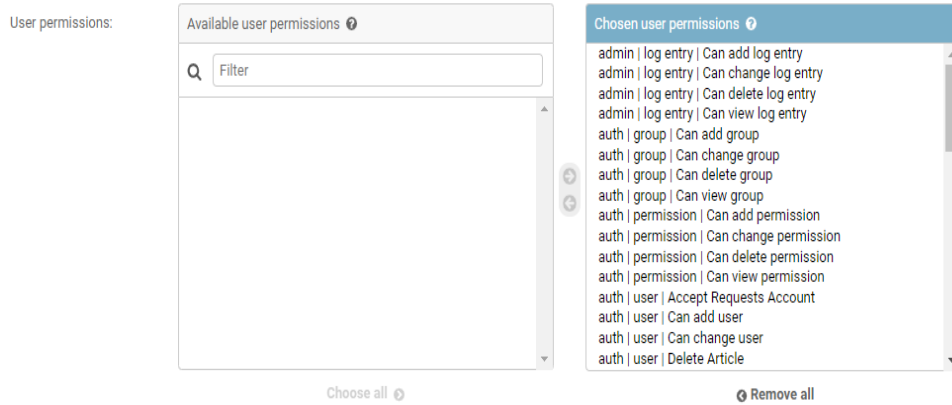 User permissions:
Available user permissions
Filter
Choose all
Chosen user permissions
admin | log entry | Can add log entry
admin | log entry | Can change log entry
admin | log entry | Can delete log entry
admin | log entry | Can view log entry
auth | group | Can add group
auth | group | Can change group
auth | group | Can delete group
auth | group | Can view group
auth | permission | Can add permission
auth | permission | Can change permission
auth | permission | Can delete permission
auth | permission | Can view permission
auth | user | Accept Requests Account
auth | user | Can add user
auth | user | Can change user
auth | user | Delete Article
Remove all